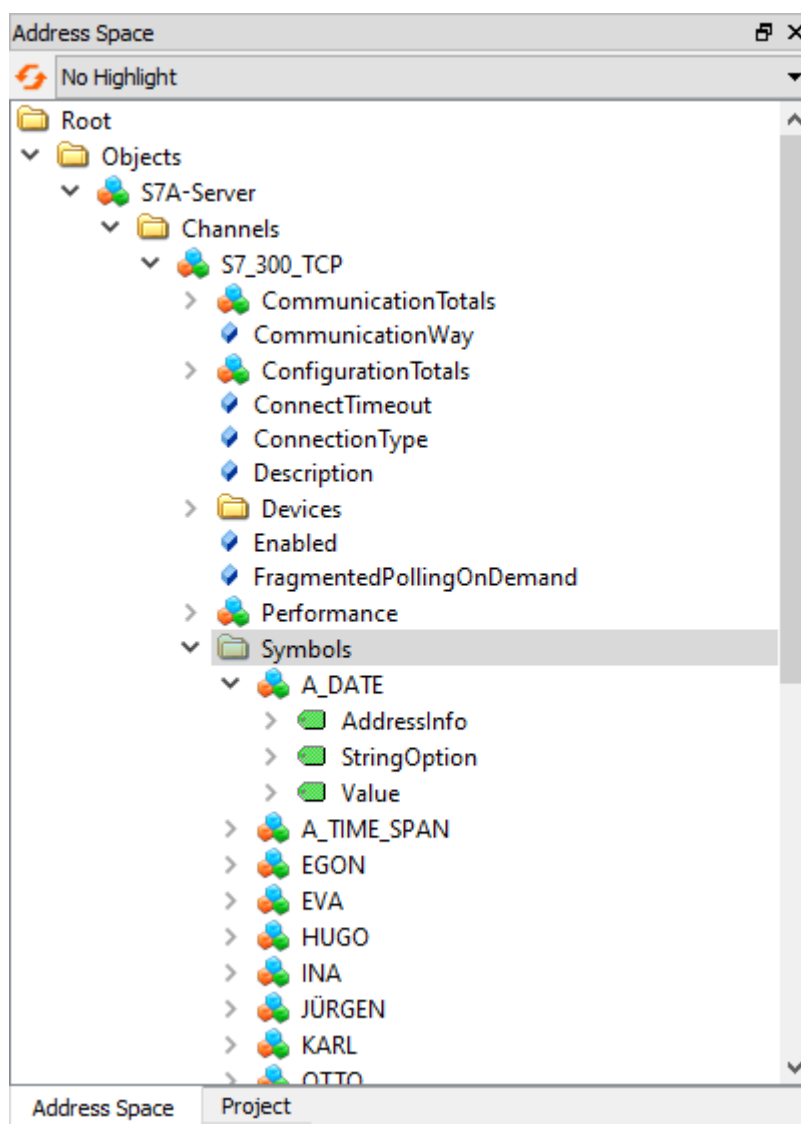 Address Space
No Highlight
Root
Objects
S7A-Server
Channels
S7_300_TCP
CommunicationTotals
CommunicationWay
ConfigurationTotals
ConnectTimeout
ConnectionType
Description
Devices
Enabled
FragmentedPollingOnDemand
Performance
Symbols
A_DATE
AddressInfo
StringOption
Value
A_TIME_SPAN
EGON
EVA
HUGO
INA
JÜRGEN
KARL
OTTO
Address Space Project